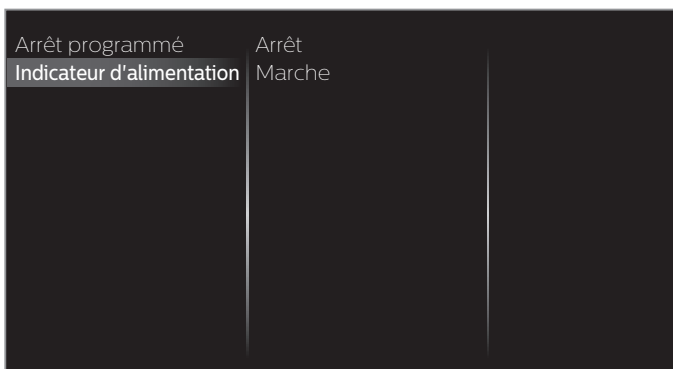 Arrêt programmé
Indicateur d'alimentation
Arrêt
Marche